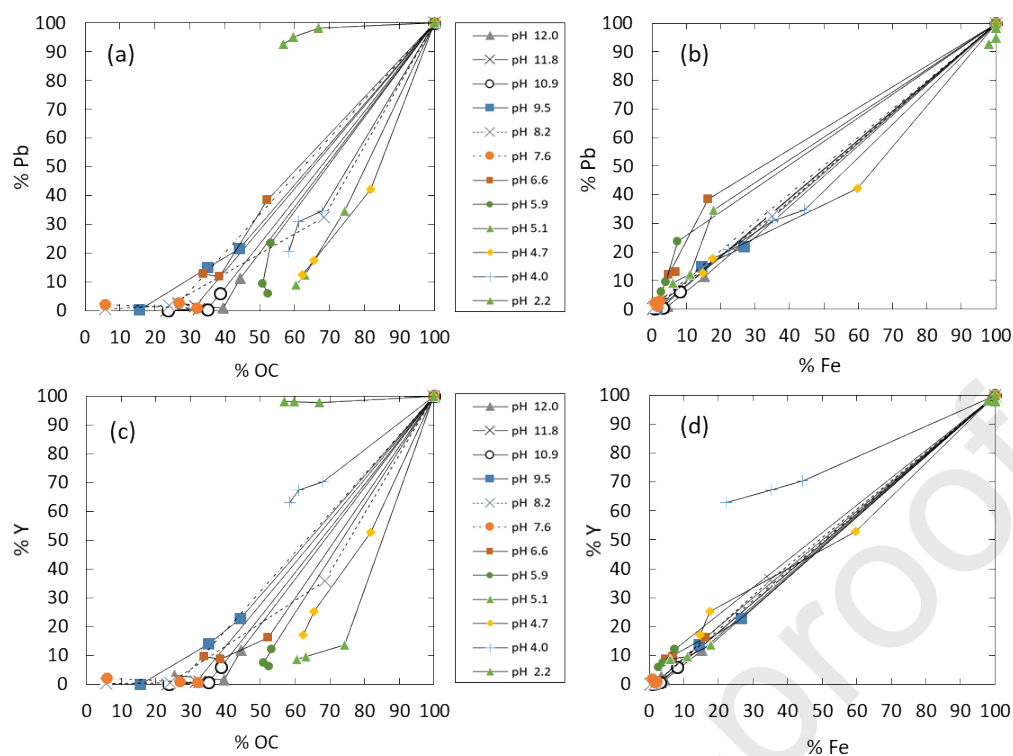 (a)
100
90
80
70
60
50
40
30
20
10
0
% Pb
0 10 20 30 40 50 60 70 80 90 100
% OC
pH 12.0
pH 11.8
pH 10.9
pH 9.5
pH 8.2
pH 7.6
pH 6.6
pH 5.9
pH 5.1
pH 4.7
pH 4.0
pH 2.2
(b)
100
90
80
70
60
50
40
30
20
10
0
% Pb
0 10 20 30 40 50 60 70 80 90 100
% Fe
(c)
100
90
80
70
60
50
40
30
20
10
0
% Y
0 10 20 30 40 50 60 70 80 90 100
% OC
pH 12.0
pH 11.8
pH 10.9
pH 9.5
pH 8.2
pH 7.6
pH 6.6
pH 5.9
pH 5.1
pH 4.7
pH 4.0
pH 2.2
(d)
100
90
80
70
60
50
40
30
20
10
0
% Y
0 10 20 30 40 50 60 70 80 90 100
% Fe
proof